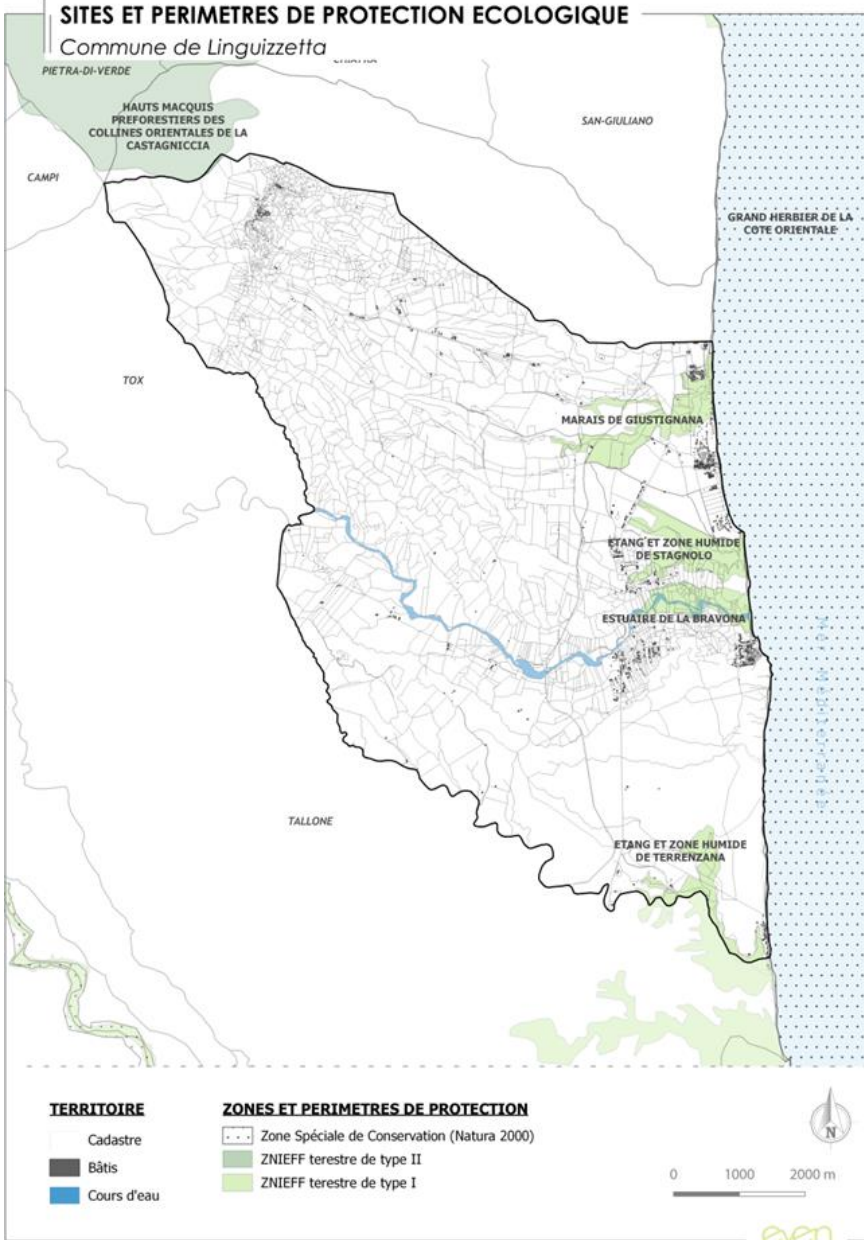 SITES ET PERIMETRES DE PROTECTION ECOLOGIQUE
Commune de Linguizzetta
PIETRA-DI-VERDE
HAUTS MACQUIS
PREFORESTIERS DES
COLLINES ORIENTALES DE LA
CASTAGNICCIA
SAN-GIULIANO
CAMPI
GRAND HERBIER DE LA
COTE ORIENTALE
TOX
MARAIS DE GIUSTIGNANA
ETANG ET ZONE HUMIDE
DE STAGNOLO
ESTUAIRE DE LA BRAVONA
Mer Méditerranée
TALLONE
ETANG ET ZONE HUMIDE
DE TERRENZANA
TERRITOIRE
Cadastre
Bâtis
Cours d'eau
ZONES ET PERIMETRES DE PROTECTION
Zone Spéciale de Conservation (Natura 2000)
ZNIEFF terestre de type II
ZNIEFF terestre de type I
N
0 1000 2000 m